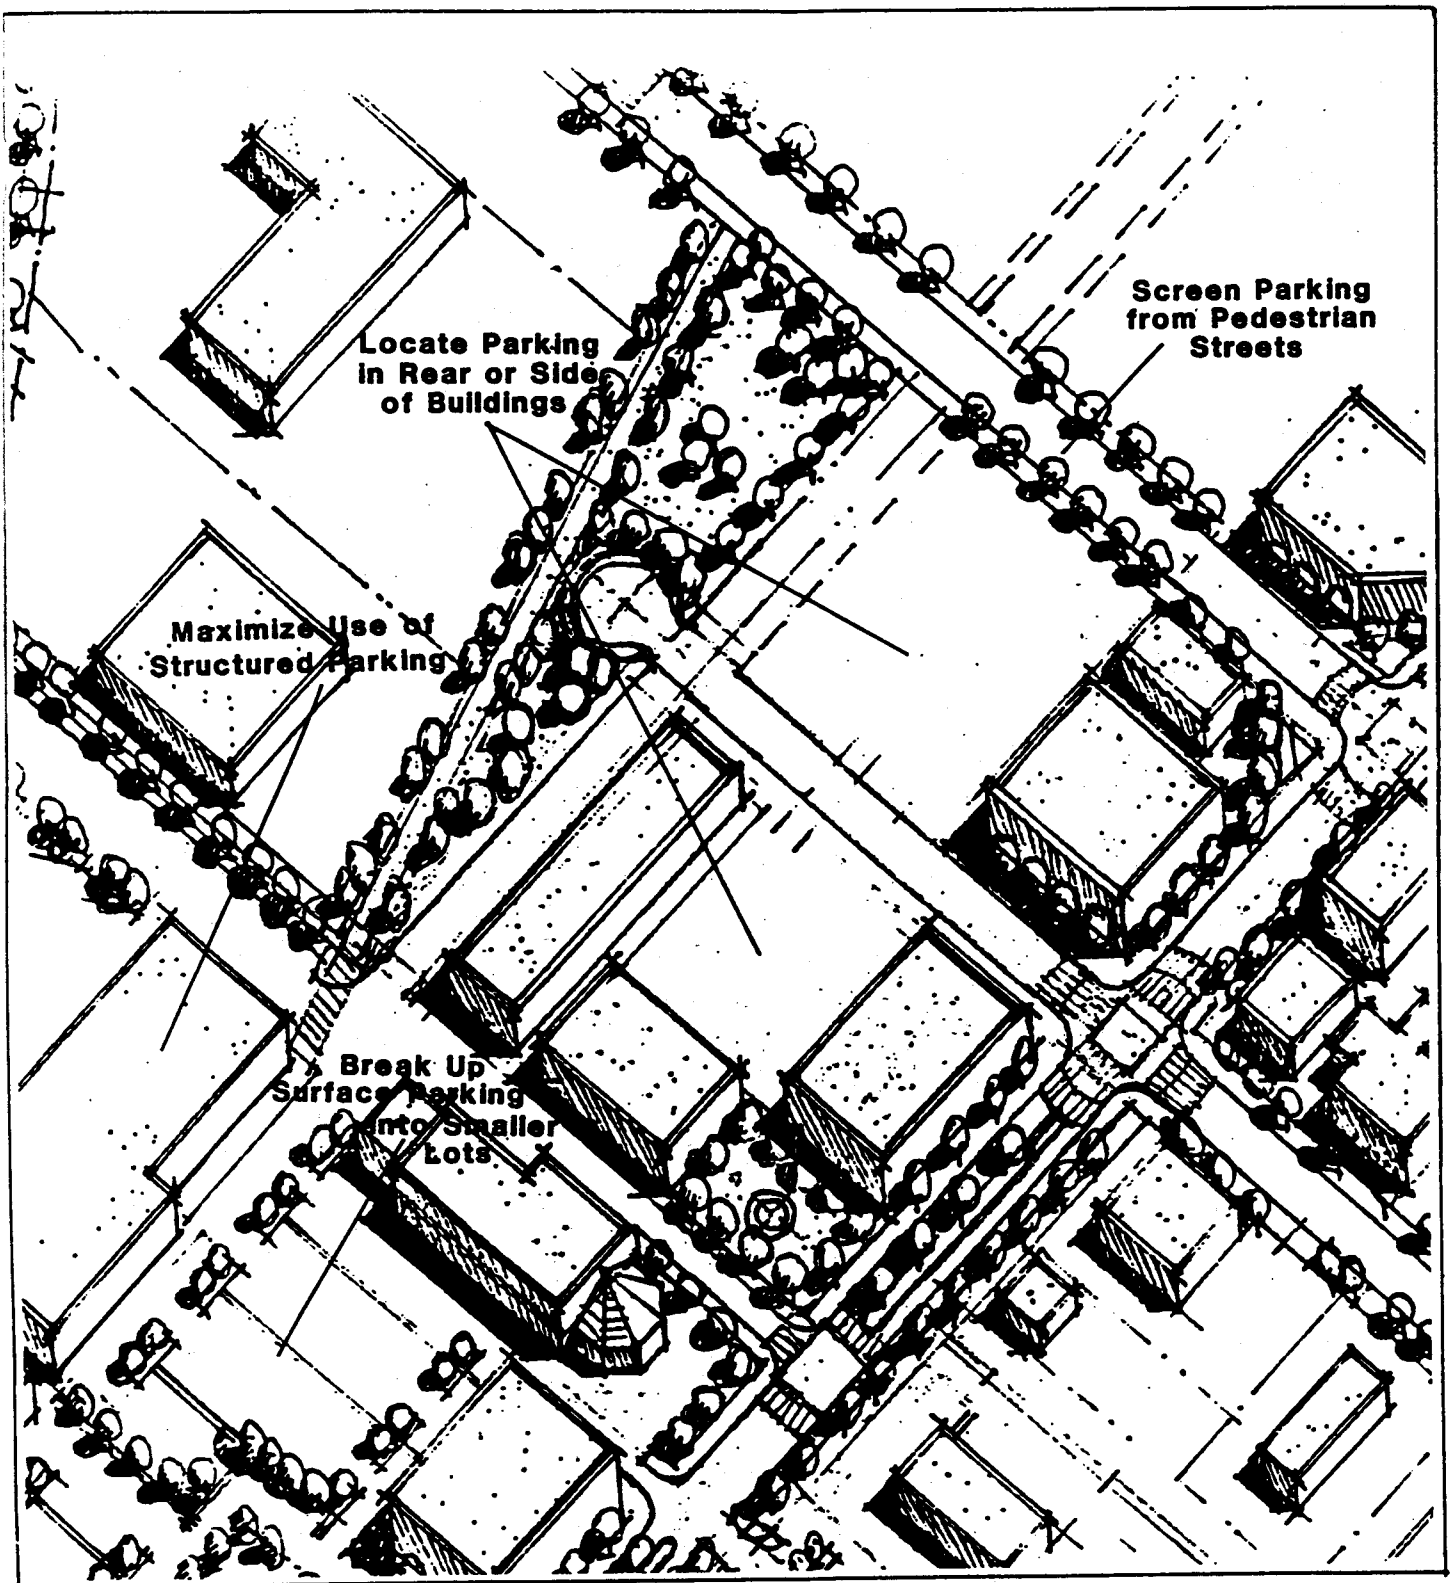 Screen Parking
from Pedestrian
Streets
Locate Parking
in Rear or Side
of Buildings
Maximize Use of
Structured Parking
Break Up
Surface Parking
into Smaller
Lots